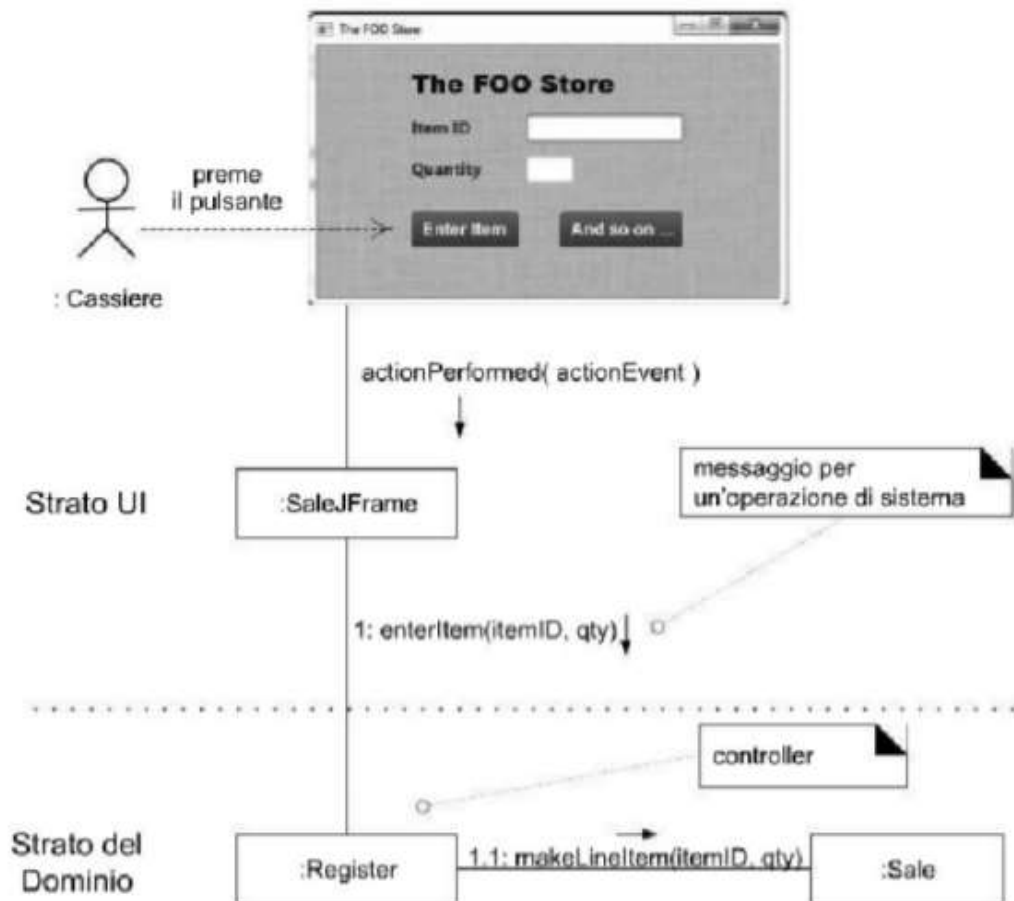 The FOO Store
The FOO Store
Item ID
Quantity
Enter Item
And so on ...
preme
il pulsante
: Cassiere
actionPerformed( actionEvent )
messaggio per
un'operazione di sistema
Strato UI
:SaleJFrame
1: enterItem(itemID, qty)
controller
Strato del
Dominio
:Register
1.1: makeLineItem(itemID, qty)
:Sale